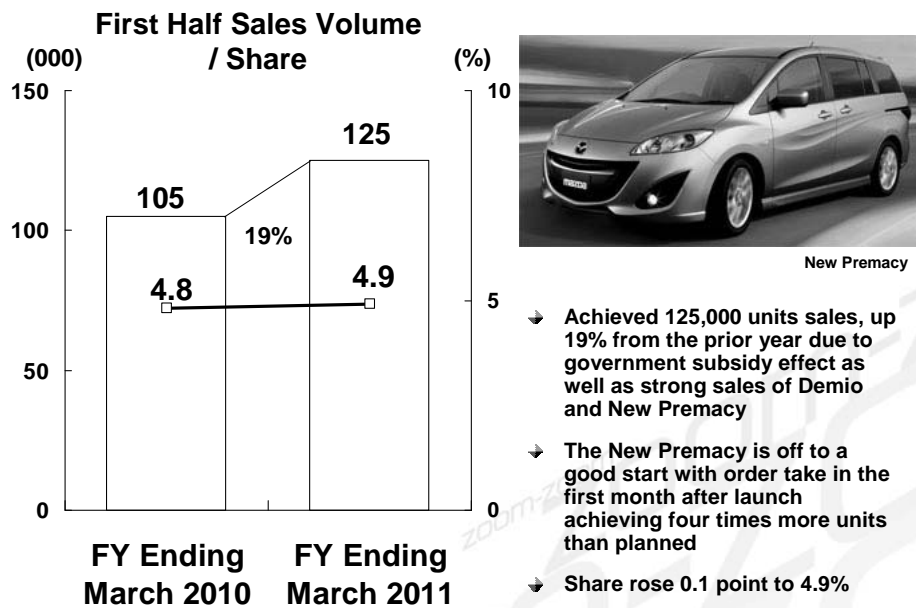 First Half Sales Volume
/ Share
(000)
(%)
150
10
125
105
100
19%
4.8
4.9
5
50
0
0
FY Ending
March 2010
FY Ending
March 2011
mazda
New Premacy
Achieved 125,000 units sales, up
19% from the prior year due to
government subsidy effect as
well as strong sales of Demio
and New Premacy
The New Premacy is off to a
good start with order take in the
first month after launch
achieving four times more units
than planned
Share rose 0.1 point to 4.9%
zoom-zoom